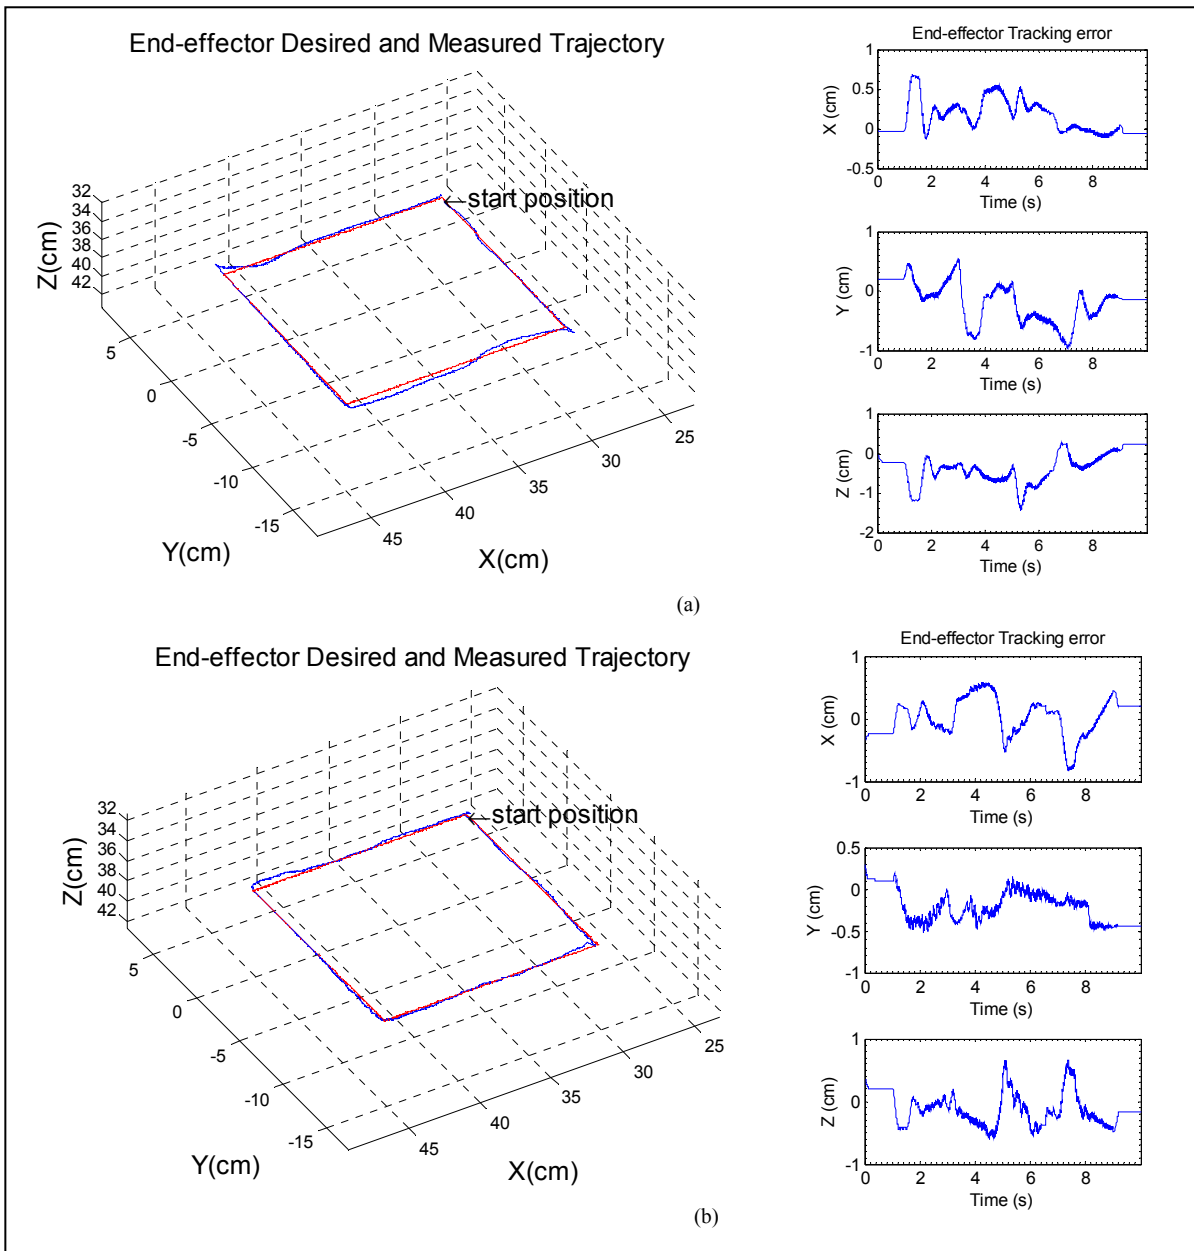 End-effector Desired and Measured Trajectory
32
34
36
38
40
42
Z(cm)
start position
5
0
-5
-10
-15
Y(cm)
45
40
35
30
25
X(cm)
End-effector Tracking error
1
0.5
0
-0.5
X (cm)
0 2 4 6 8
Time (s)
1
0
-1
Y (cm)
0 2 4 6 8
Time (s)
1
0
-1
-2
Z (cm)
0 2 4 6 8
Time (s)
(a)
End-effector Desired and Measured Trajectory
32
34
36
38
40
42
Z(cm)
start position
5
0
-5
-10
-15
Y(cm)
45
40
35
30
25
X(cm)
End-effector Tracking error
1
0
-1
X (cm)
0 2 4 6 8
Time (s)
0.5
0
-0.5
-1
Y (cm)
0 2 4 6 8
Time (s)
1
0
-1
Z (cm)
0 2 4 6 8
Time (s)
(b)